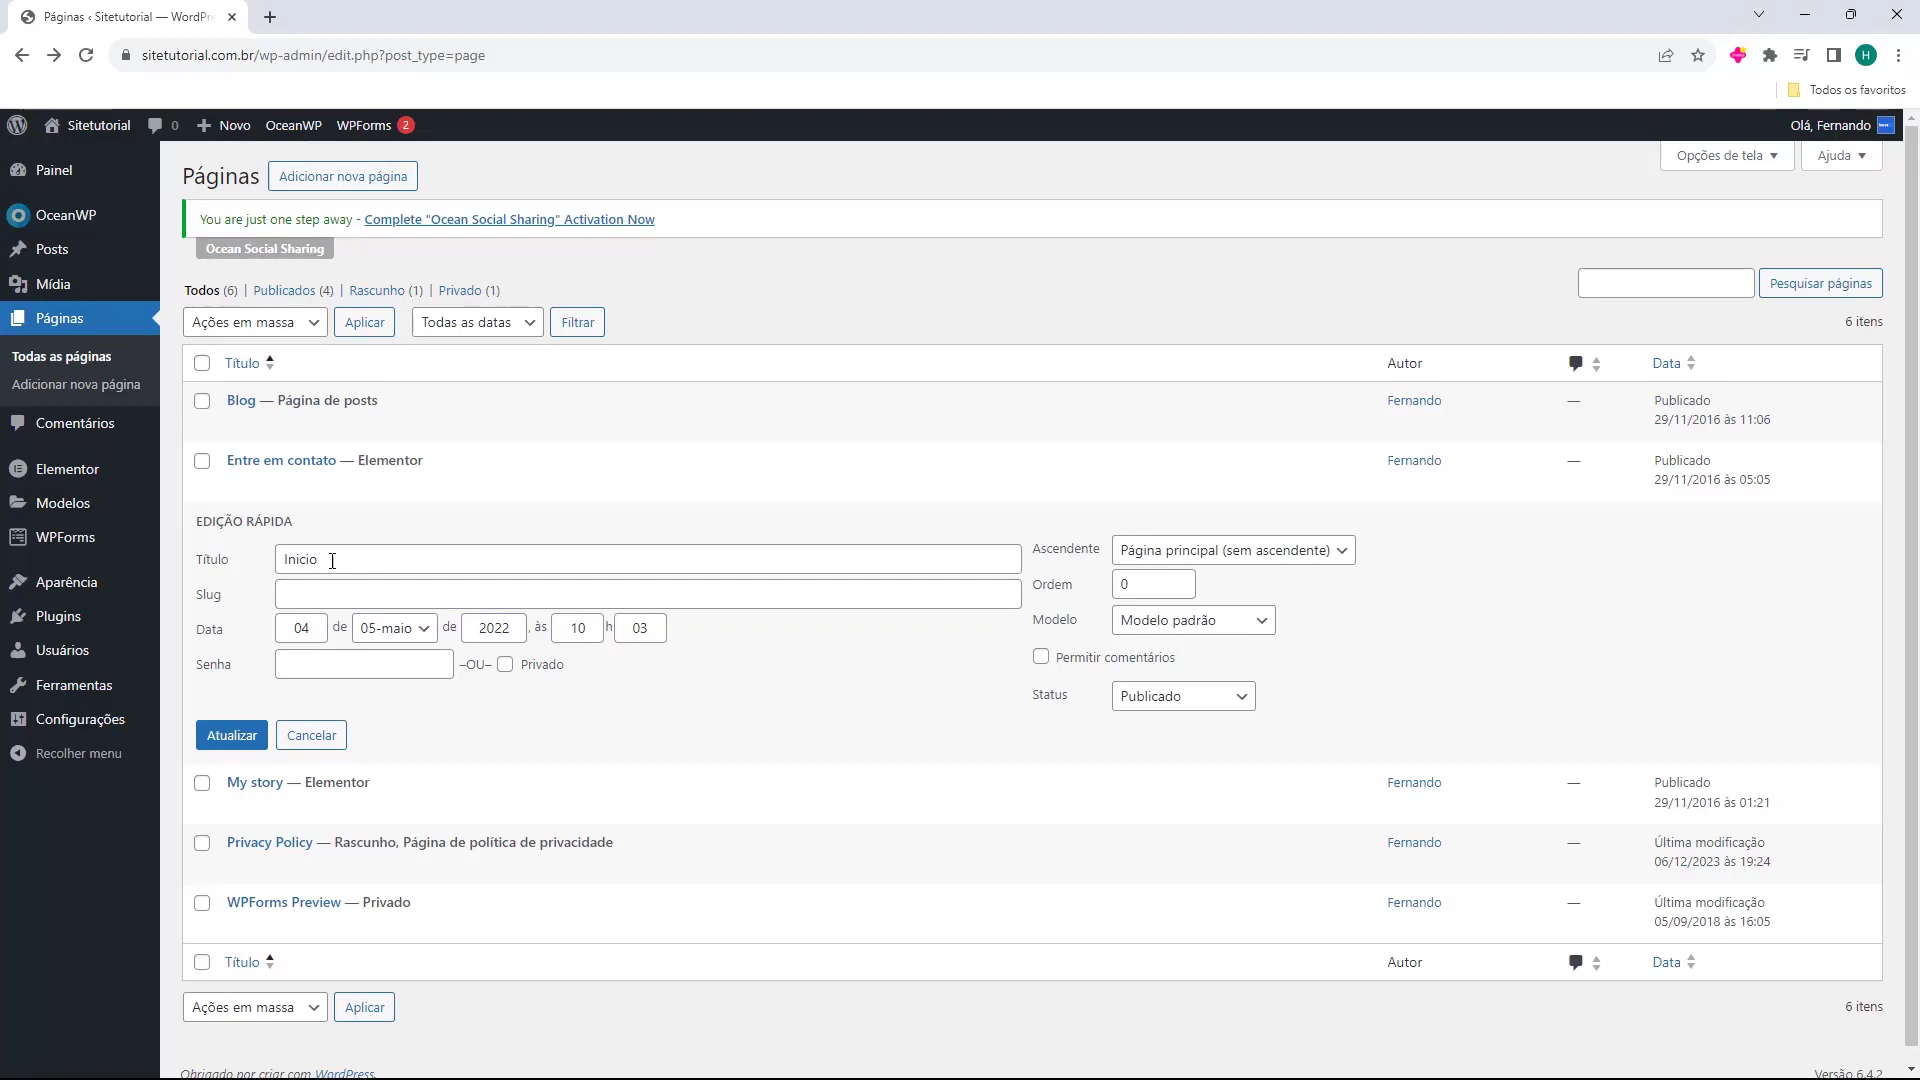 Páginas ‹ Sitetutorial — WordPr
sitetutorial.com.br/wp-admin/edit.php?post_type=page
H
Todos os favoritos
Sitetutorial 0 Novo OceanWP WPForms 2
Olá, Fernando
Painel
OceanWP
Posts
Mídia
Páginas
Todas as páginas
Adicionar nova página
Comentários
Elementor
Modelos
WPForms
Aparência
Plugins
Usuários
Ferramentas
Configurações
Recolher menu
Opções de tela Ajuda
Páginas Adicionar nova página
You are just one step away - Complete "Ocean Social Sharing" Activation Now
Ocean Social Sharing
Todos (6) | Publicados (4) | Rascunho (1) | Privado (1)
Pesquisar páginas
Ações em massa Aplicar Todas as datas Filtrar
6 itens
Título Autor Data
Blog — Página de posts Fernando — Publicado
29/11/2016 às 11:06
Entre em contato — Elementor Fernando — Publicado
29/11/2016 às 05:05
EDIÇÃO RÁPIDA
Título Inicio
Slug
Data 04 de 05-maio de 2022 , às 10 h 03
Senha –OU– Privado
Ascendente Página principal (sem ascendente)
Ordem 0
Modelo Modelo padrão
Permitir comentários
Status Publicado
Atualizar Cancelar
My story — Elementor Fernando — Publicado
29/11/2016 às 01:21
Privacy Policy — Rascunho, Página de política de privacidade Fernando — Última modificação
06/12/2023 às 19:24
WPForms Preview — Privado Fernando — Última modificação
05/09/2018 às 16:05
Título Autor Data
Ações em massa Aplicar
6 itens
Obrigado por criar com WordPress.
Versão 6.4.2